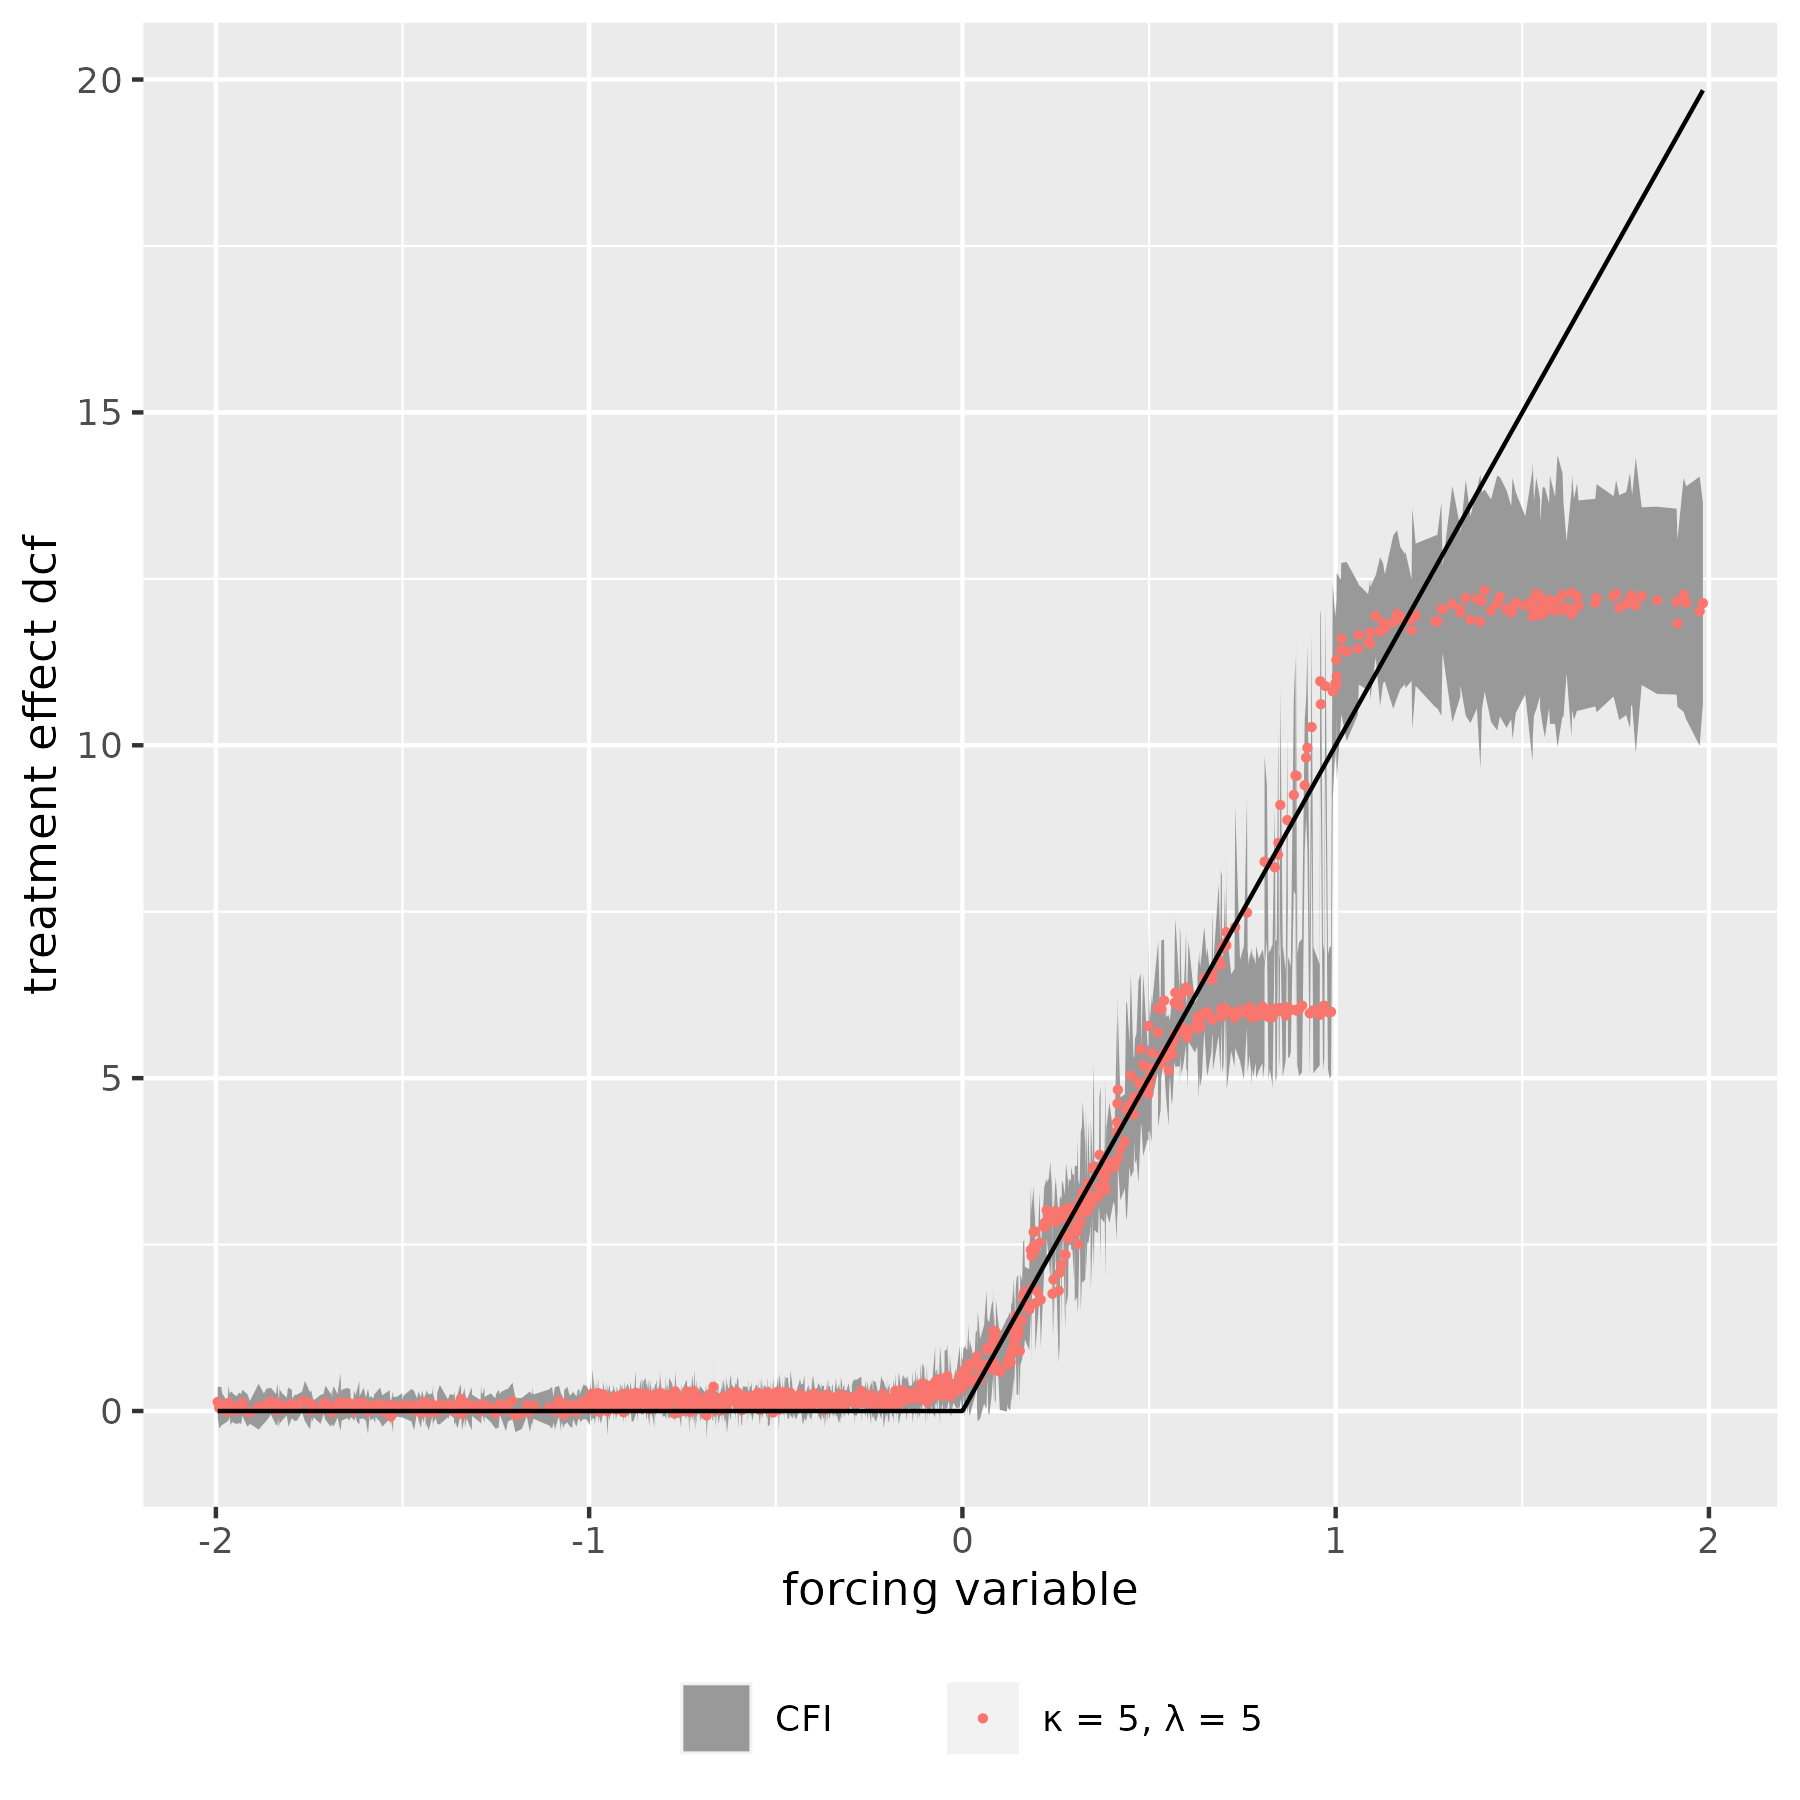 treatment effect dcf
20
15
10
5
0
-2 -1 0 1 2
forcing variable
CFI κ = 5, λ = 5